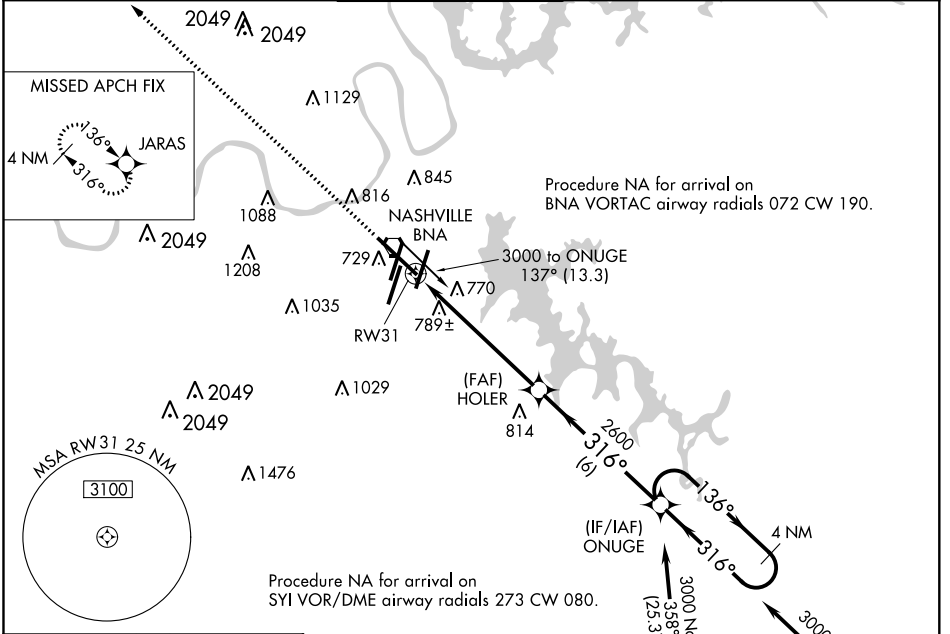 2049
2049
MISSED APCH FIX
136°
JARAS
4 NM
316°
1129
845
816
1088
Procedure NA for arrival on
BNA VORTAC airway radials 072 CW 190.
NASHVILLE
BNA
2049
1208
729
3000 to ONUGE
137° (13.3)
770
1035
789±
RW31
(FAF)
HOLER
2049
1029
2049
814
2600
316°
(6)
MSA RW31 25 NM
3100
1476
136°
(IF/IAF)
ONUGE
4 NM
316°
Procedure NA for arrival on
SYI VOR/DME airway radials 273 CW 080.
3000
358°
(25.3
3000